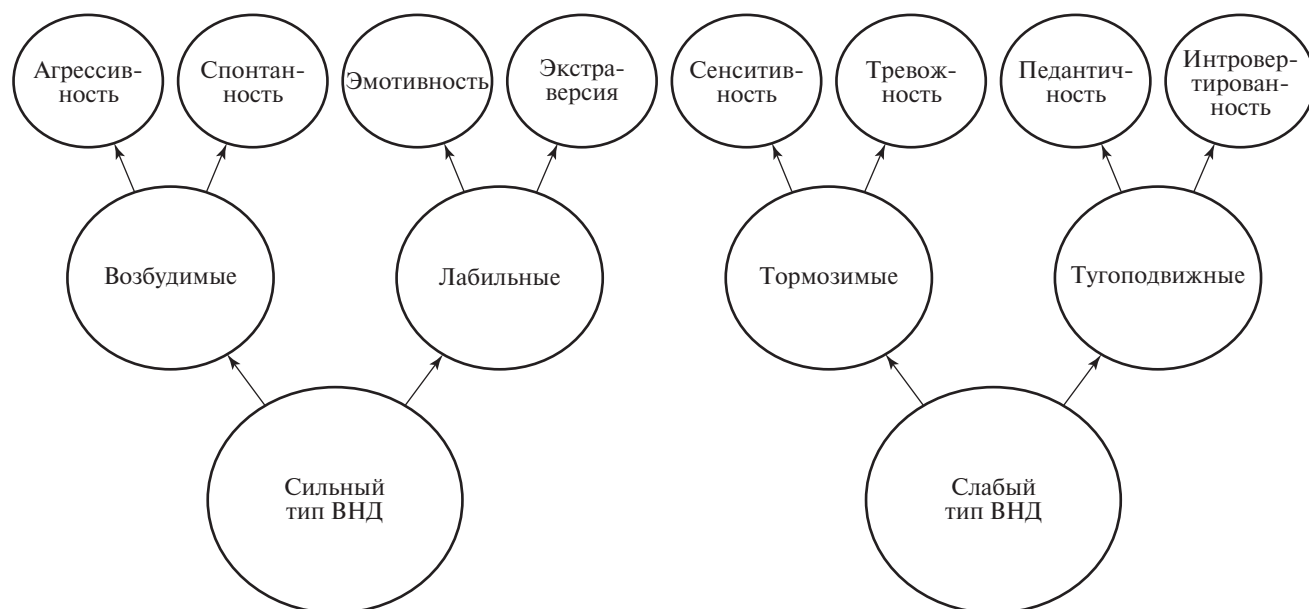 Агрессив-
ность
Спонтан-
ность
Эмотивность
Экстра-
версия
Сенситив-
ность
Тревож-
ность
Педантич-
ность
Интровер-
тирован-
ность
Возбудимые
Лабильные
Тормозимые
Тугоподвижные
Сильный
тип ВНД
Слабый
тип ВНД